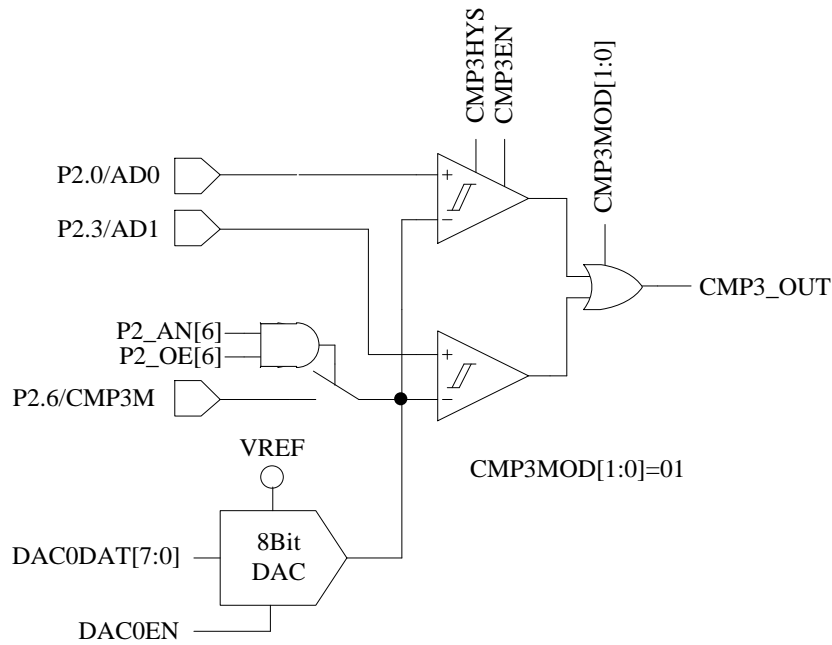 CMP3HYS
CMP3EN
CMP3MOD[1:0]
P2.0/AD0
+
−
P2.3/AD1
CMP3_OUT
P2_AN[6]
P2_OE[6]
+
P2.6/CMP3M
−
VREF
CMP3MOD[1:0]=01
8Bit
DAC
DAC0DAT[7:0]
DAC0EN